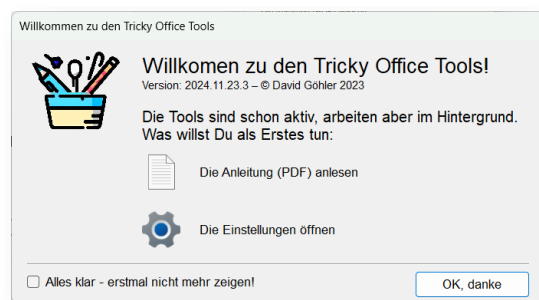 Willkommen zu den Tricky Office Tools
Willkomen zu den Tricky Office Tools!
Version: 2024.11.23.3 – © David Göhler 2023
Die Tools sind schon aktiv, arbeiten aber im Hintergrund.
Was willst Du als Erstes tun:
Die Anleitung (PDF) anlesen
Die Einstellungen öffnen
Alles klar - erstmal nicht mehr zeigen!
OK, danke